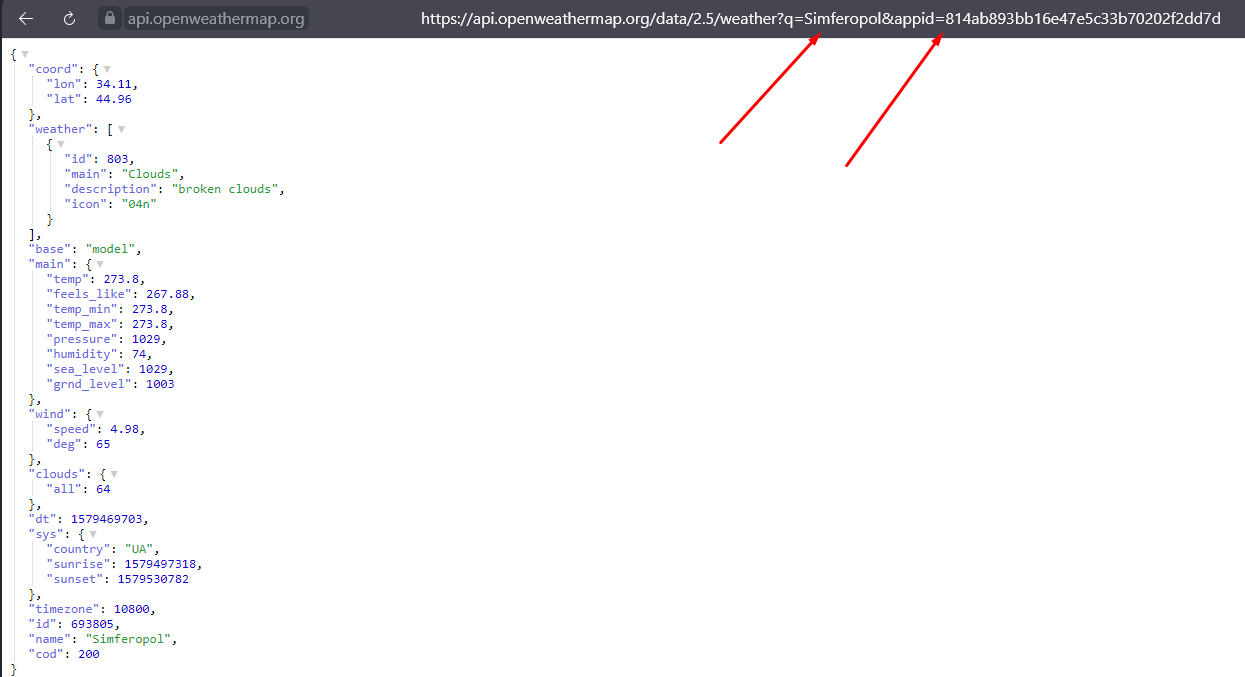 api.openweathermap.org https://api.openweathermap.org/data/2.5/weather?q=Simferopol&appid=814ab893bb16e47e5c33b70202f2dd7d
{
"coord": {
"lon": 34.11,
"lat": 44.96
},
"weather": [
{
"id": 803,
"main": "Clouds",
"description": "broken clouds",
"icon": "04n"
}
],
"base": "model",
"main": {
"temp": 273.8,
"feels_like": 267.88,
"temp_min": 273.8,
"temp_max": 273.8,
"pressure": 1029,
"humidity": 74,
"sea_level": 1029,
"grnd_level": 1003
},
"wind": {
"speed": 4.98,
"deg": 65
},
"clouds": {
"all": 64
},
"dt": 1579469703,
"sys": {
"country": "UA",
"sunrise": 1579497318,
"sunset": 1579530782
},
"timezone": 10800,
"id": 693805,
"name": "Simferopol",
"cod": 200
}